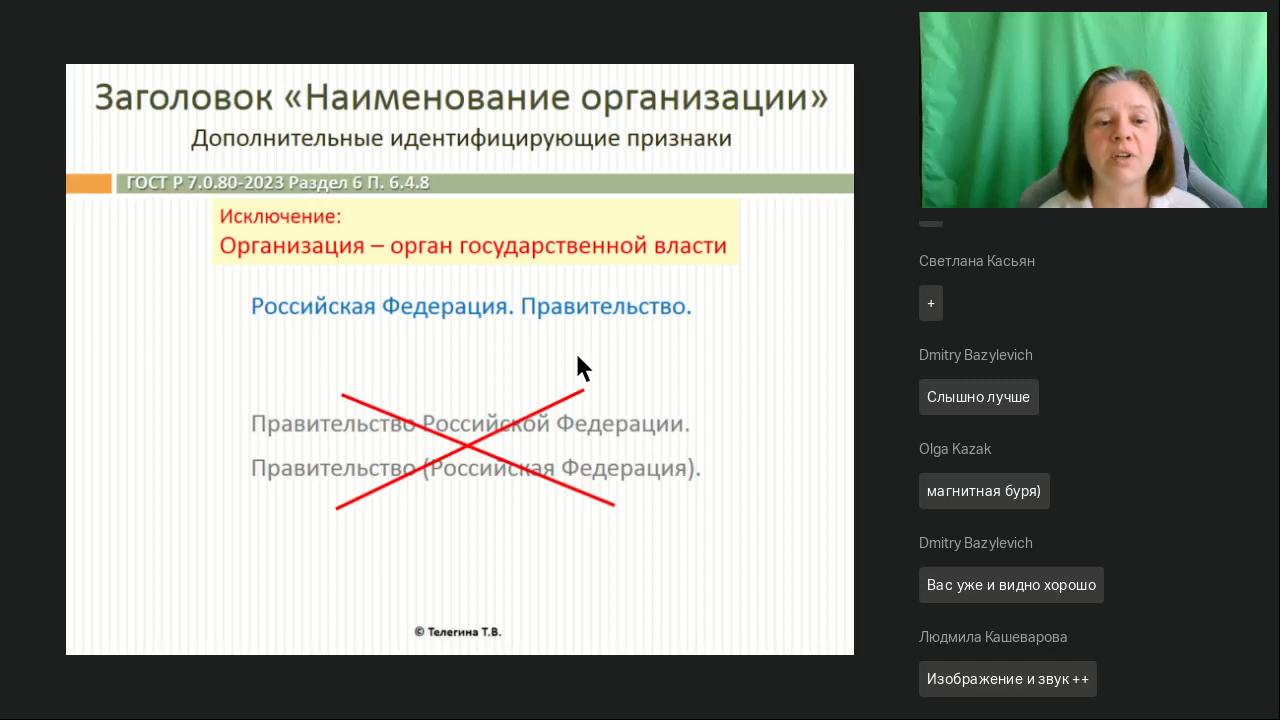 Заголовок «Наименование организации»
Дополнительные идентифицирующие признаки
ГОСТ Р 7.0.80-2023 Раздел 6 П. 6.4.8
Исключение:
Организация – орган государственной власти
Российская Федерация. Правительство.
Правительство Российской Федерации.
Правительство (Российская Федерация).
© Телегина Т.В.
Светлана Касьян
+
Dmitry Bazylevich
Слышно лучше
Olga Kazak
магнитная буря)
Dmitry Bazylevich
Вас уже и видно хорошо
Людмила Кашеварова
Изображение и звук ++